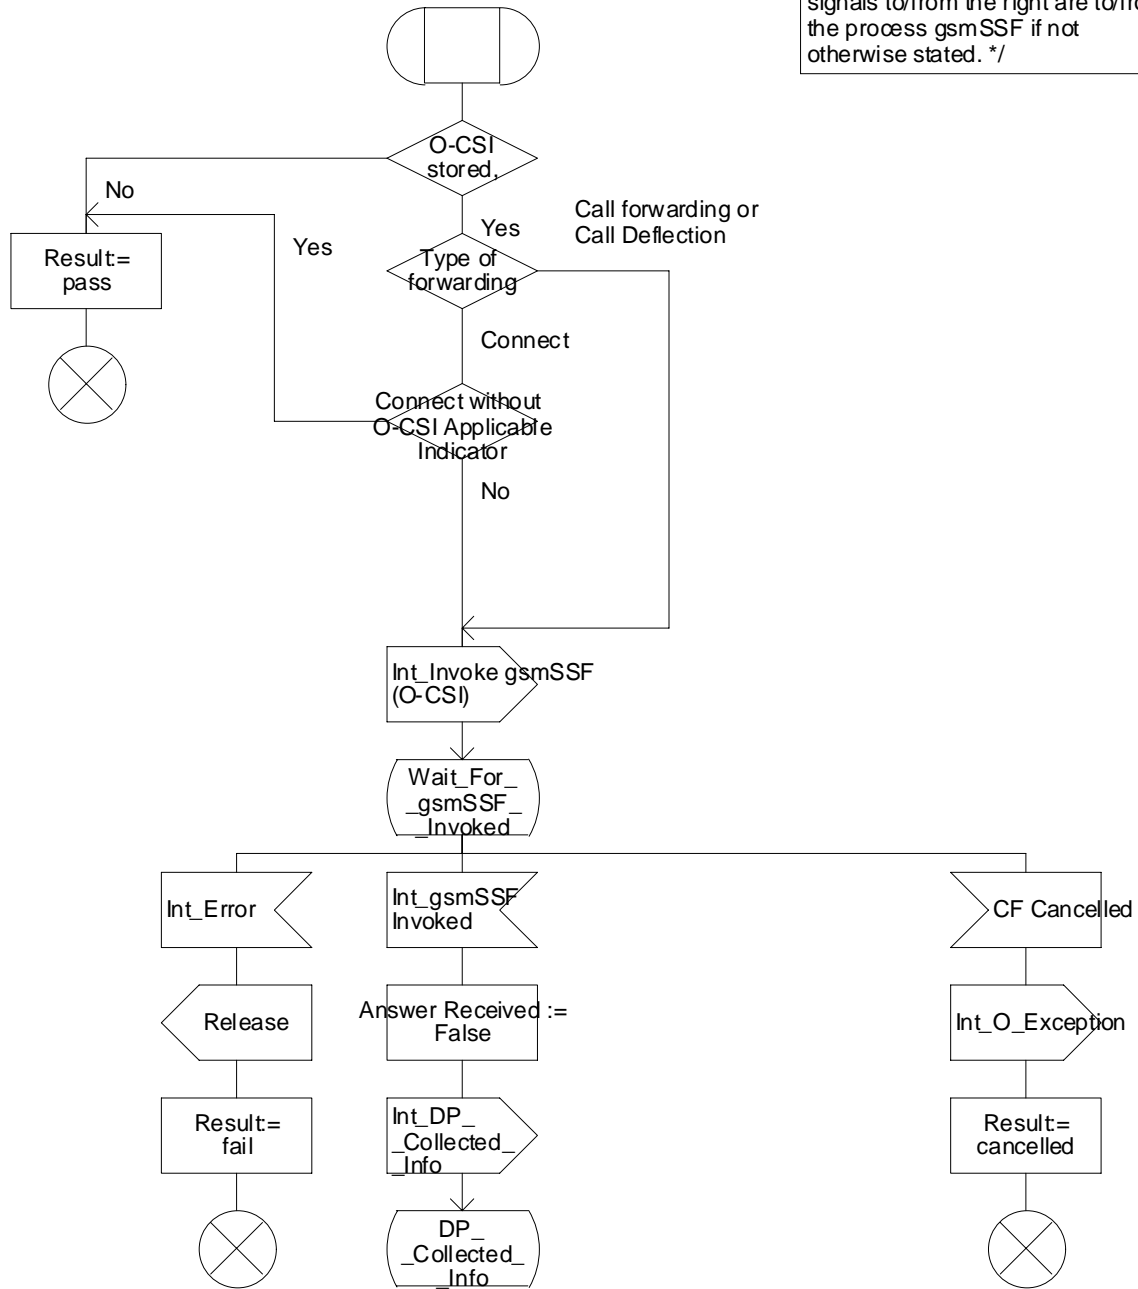 signals to/from the right are to/fro
the process gsmSSF if not
otherwise stated. */
O-CSI
stored,
No
Yes
Call forwarding or
Call Deflection
Result:=
pass
Yes
Type of
forwarding
Connect
Connect without
O-CSI Applicable
Indicator
No
Int_Invoke gsmSSF
(O-CSI)
Wait_For_
_gsmSSF_
_Invoked
Int_Error
Int_gsmSSF
Invoked
CF Cancelled
Release
Answer Received :=
False
Int_O_Exception
Result:=
fail
Int_DP_
_Collected_
_Info
Result:=
cancelled
DP_
_Collected_
_Info